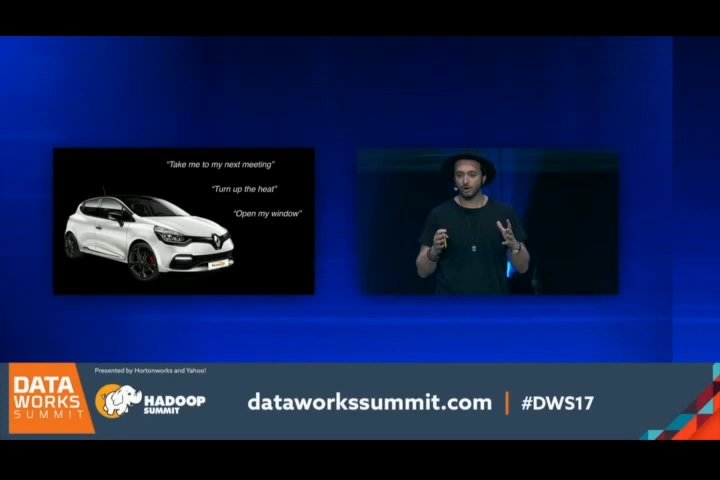 “Take me to my next meeting”
“Turn up the heat”
“Open my window”
Presented by Hortonworks and Yahoo!
DATA
WORKS
SUMMIT
HADOOP
SUMMIT
dataworkssummit.com
#DWS17